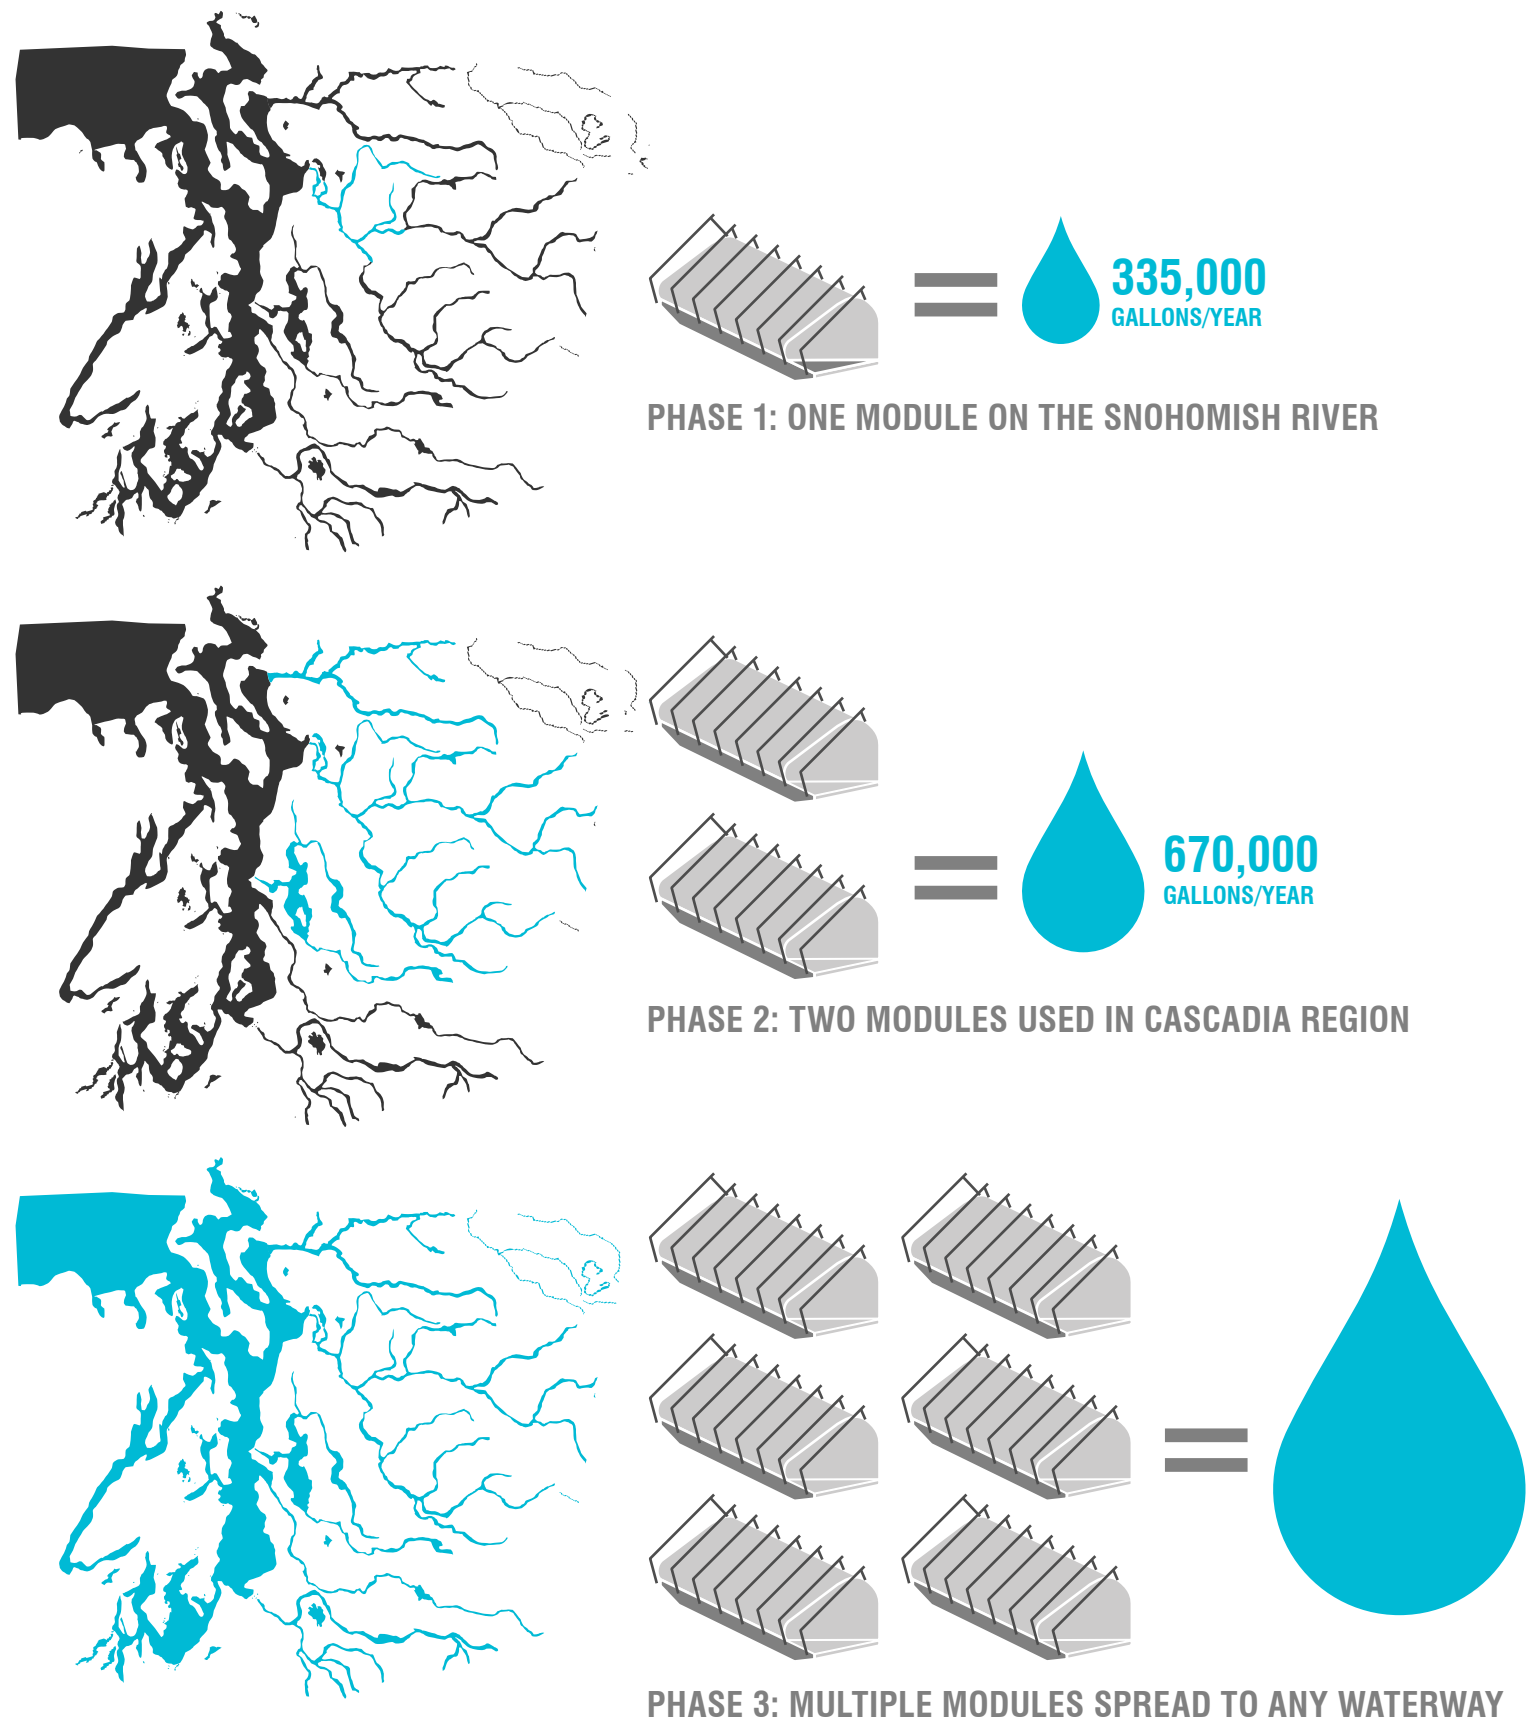 335,000
GALLONS/YEAR
PHASE 1: ONE MODULE ON THE SNOHOMISH RIVER
670,000
GALLONS/YEAR
PHASE 2: TWO MODULES USED IN CASCADIA REGION
PHASE 3: MULTIPLE MODULES SPREAD TO ANY WATERWAY